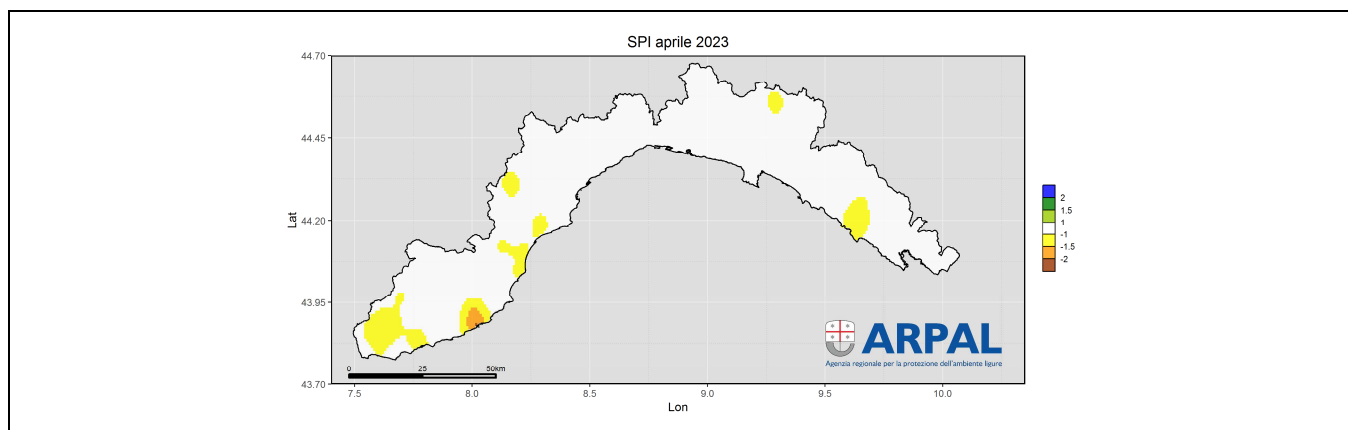 SPI aprile 2023
44.70
44.45
44.20
43.95
43.70
Lat
2
1.5
1
-1
-1.5
-2
ARPAL
Agenzia regionale per la protezione dell'ambiente ligure
0 25 50km
7.5 8.0 8.5 9.0 9.5 10.0
Lon